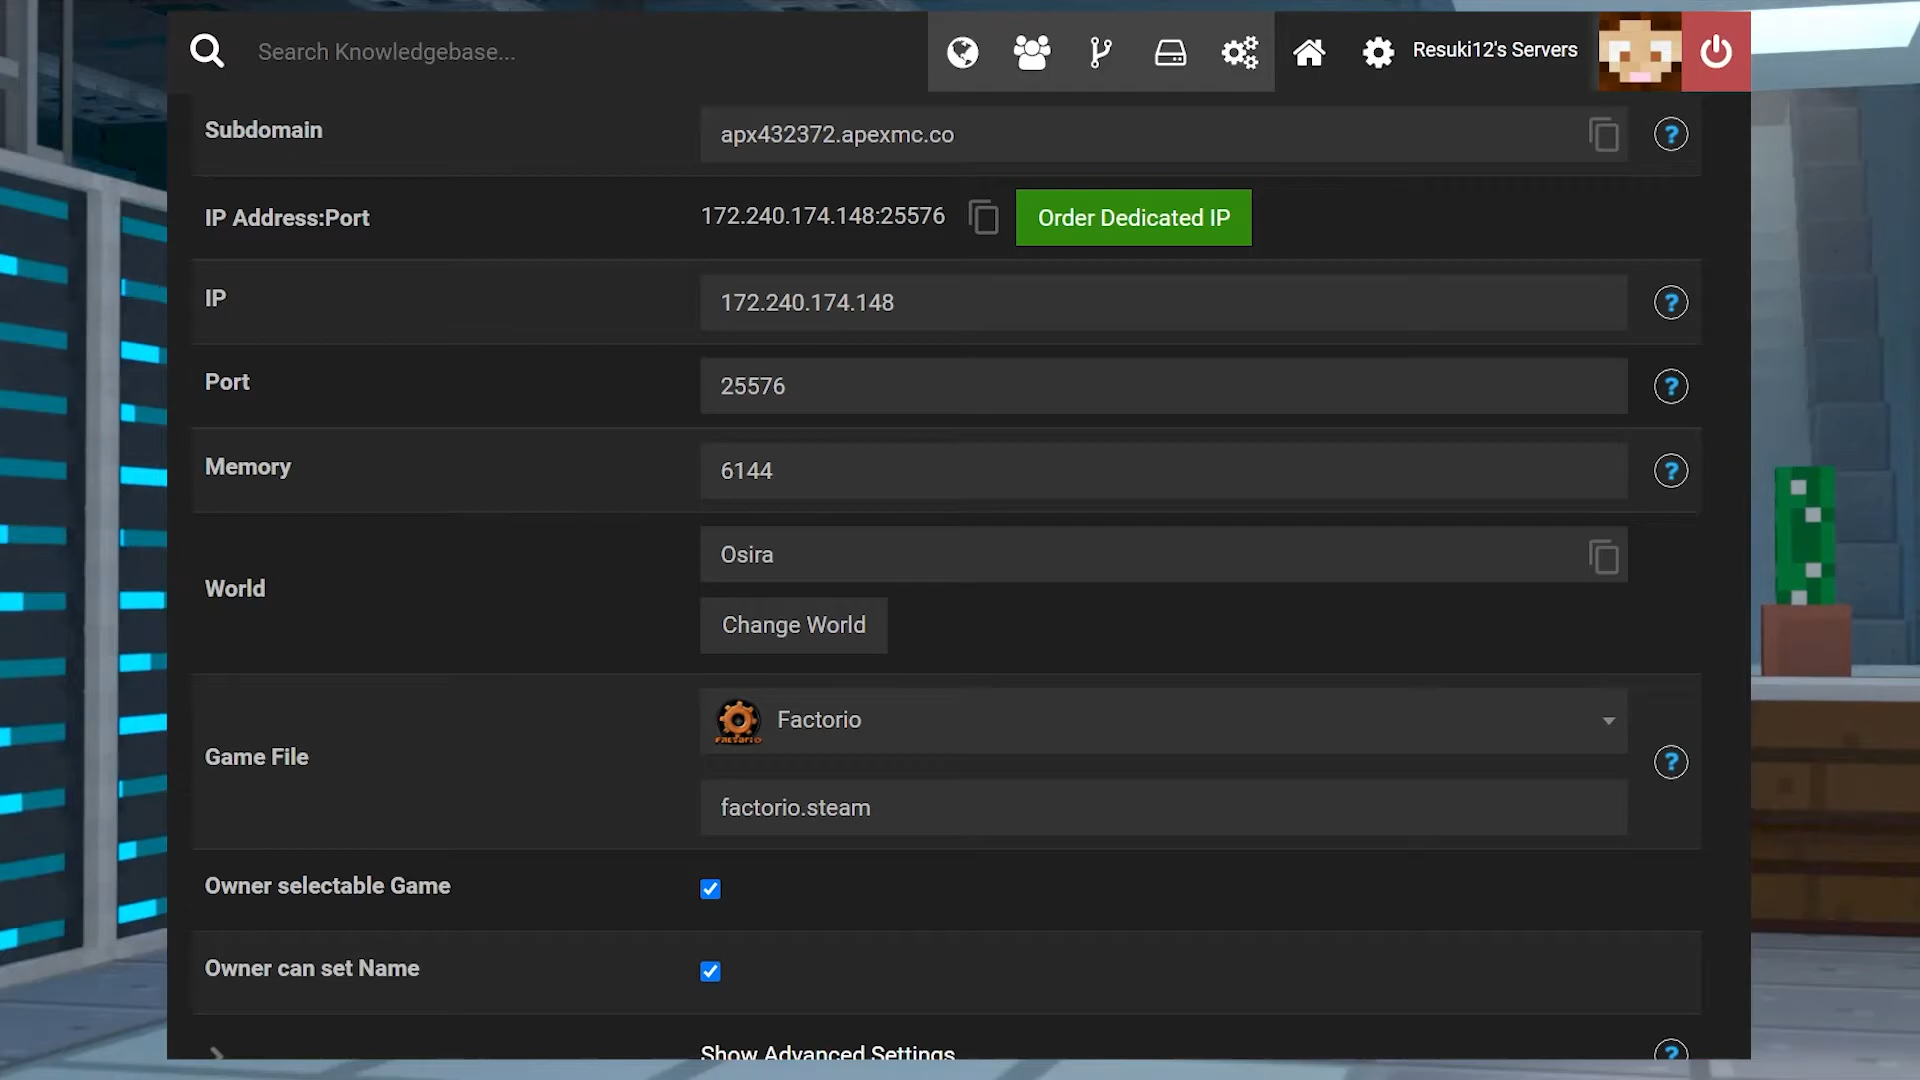 Search Knowledgebase...
Resuki12's Servers
Subdomain
apx432372.apexmc.co
?
IP Address:Port
172.240.174.148:25576
Order Dedicated IP
IP
172.240.174.148
?
Port
25576
?
Memory
6144
?
World
Osira
Change World
Game File
FACTORIO
Factorio
factorio.steam
?
Owner selectable Game
Owner can set Name
Show Advanced Settings
?